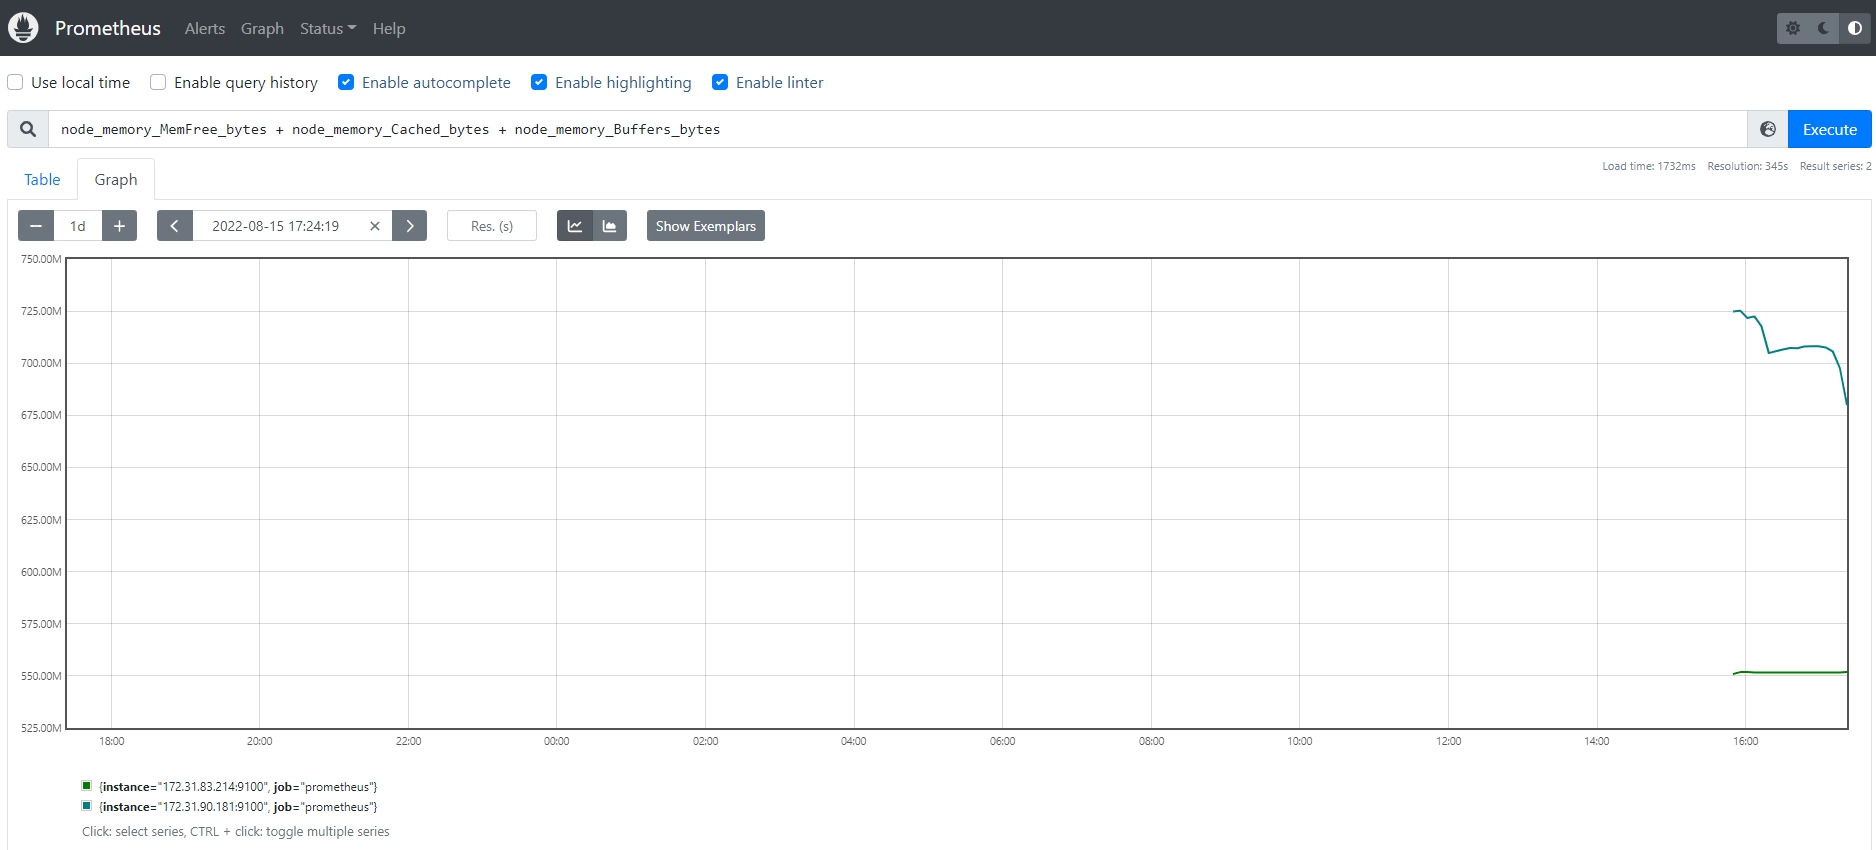 Prometheus Alerts Graph Status Help
Use local time Enable query history Enable autocomplete Enable highlighting Enable linter
node_memory_MemFree_bytes + node_memory_Cached_bytes + node_memory_Buffers_bytes Execute
Load time: 1732ms Resolution: 345s Result series: 2
Table Graph
1d 2022-08-15 17:24:19 Res. (s) Show Exemplars
750.00M
725.00M
700.00M
675.00M
650.00M
625.00M
600.00M
575.00M
550.00M
525.00M
18:00 20:00 22:00 00:00 02:00 04:00 06:00 08:00 10:00 12:00 14:00 16:00
{instance="172.31.83.214:9100", job="prometheus"}
{instance="172.31.90.181:9100", job="prometheus"}
Click: select series, CTRL + click: toggle multiple series